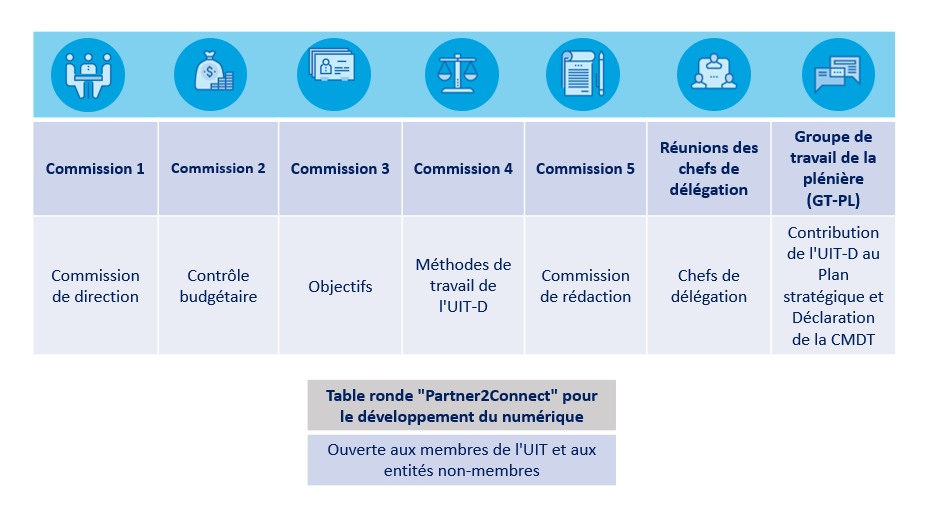 Commission 1
Commission 2
Commission 3
Commission 4
Commission 5
Réunions des
chefs de
délégation
Groupe de
travail de la
plénière
(GT-PL)
Commission
de direction
Contrôle
budgétaire
Objectifs
Méthodes de
travail de
l'UIT-D
Commission
de rédaction
Chefs de
délégation
Contribution
de l'UIT-D au
Plan
stratégique et
Déclaration
de la CMDT
Table ronde "Partner2Connect" pour
le développement du numérique
Ouverte aux membres de l'UIT et aux
entités non-membres